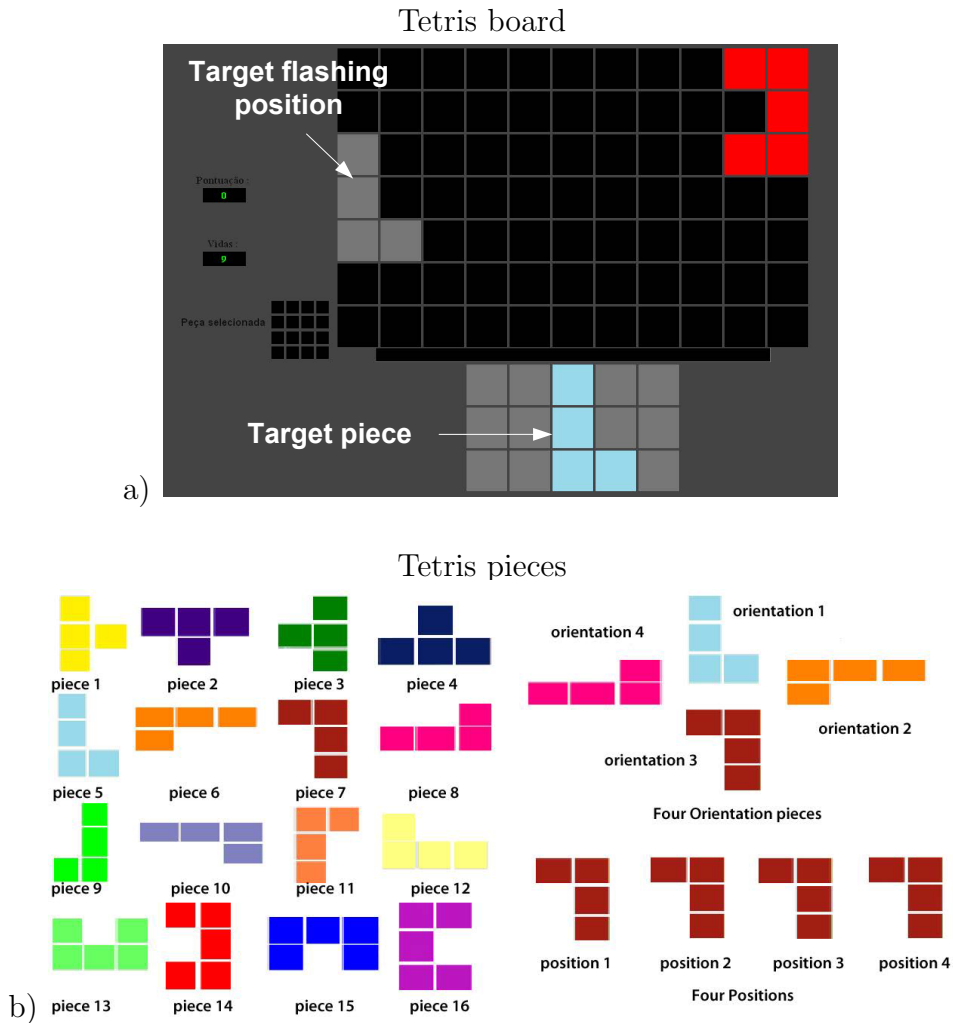 Tetris board
Target flashing
position
Pontuação :
0
Vidas :
9
Peça selecionada
Target piece
a)
Tetris pieces
piece 1
piece 2
piece 3
piece 4
orientation 4
orientation 1
orientation 3
orientation 2
piece 5
piece 6
piece 7
piece 8
Four Orientation pieces
piece 9
piece 10
piece 11
piece 12
position 1
position 2
position 3
position 4
Four Positions
b)
piece 13
piece 14
piece 15
piece 16